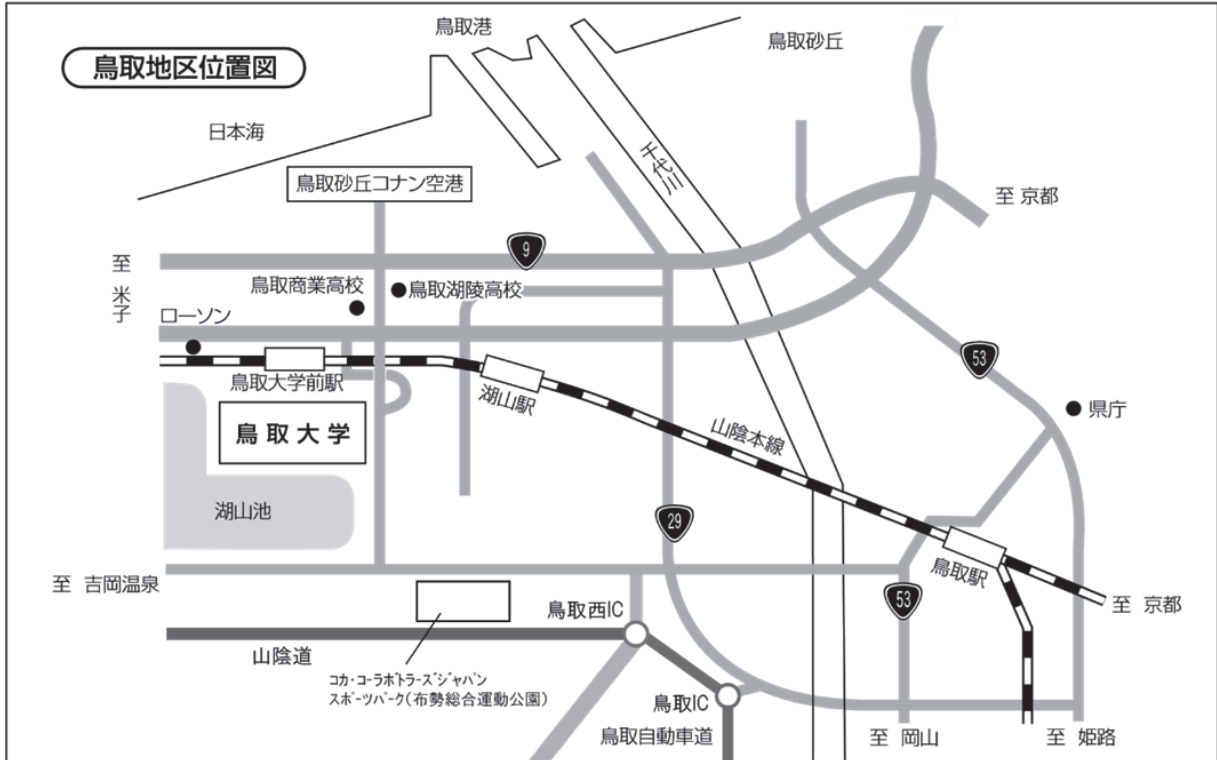 鳥取港
鳥取砂丘
鳥取地区位置図
日本海
千代川
鳥取砂丘コナン空港
至 京都
9
至 米子
鳥取商業高校
鳥取湖陵高校
ローソン
53
鳥取大学前駅
湖山駅
県庁
鳥取大学
山陰本線
湖山池
29
鳥取駅
至 吉岡温泉
53
至 京都
鳥取西IC
山陰道
コカ・コーラボトラーズジャパン
スポーツパーク(布勢総合運動公園)
鳥取IC
鳥取自動車道
至 岡山
至 姫路